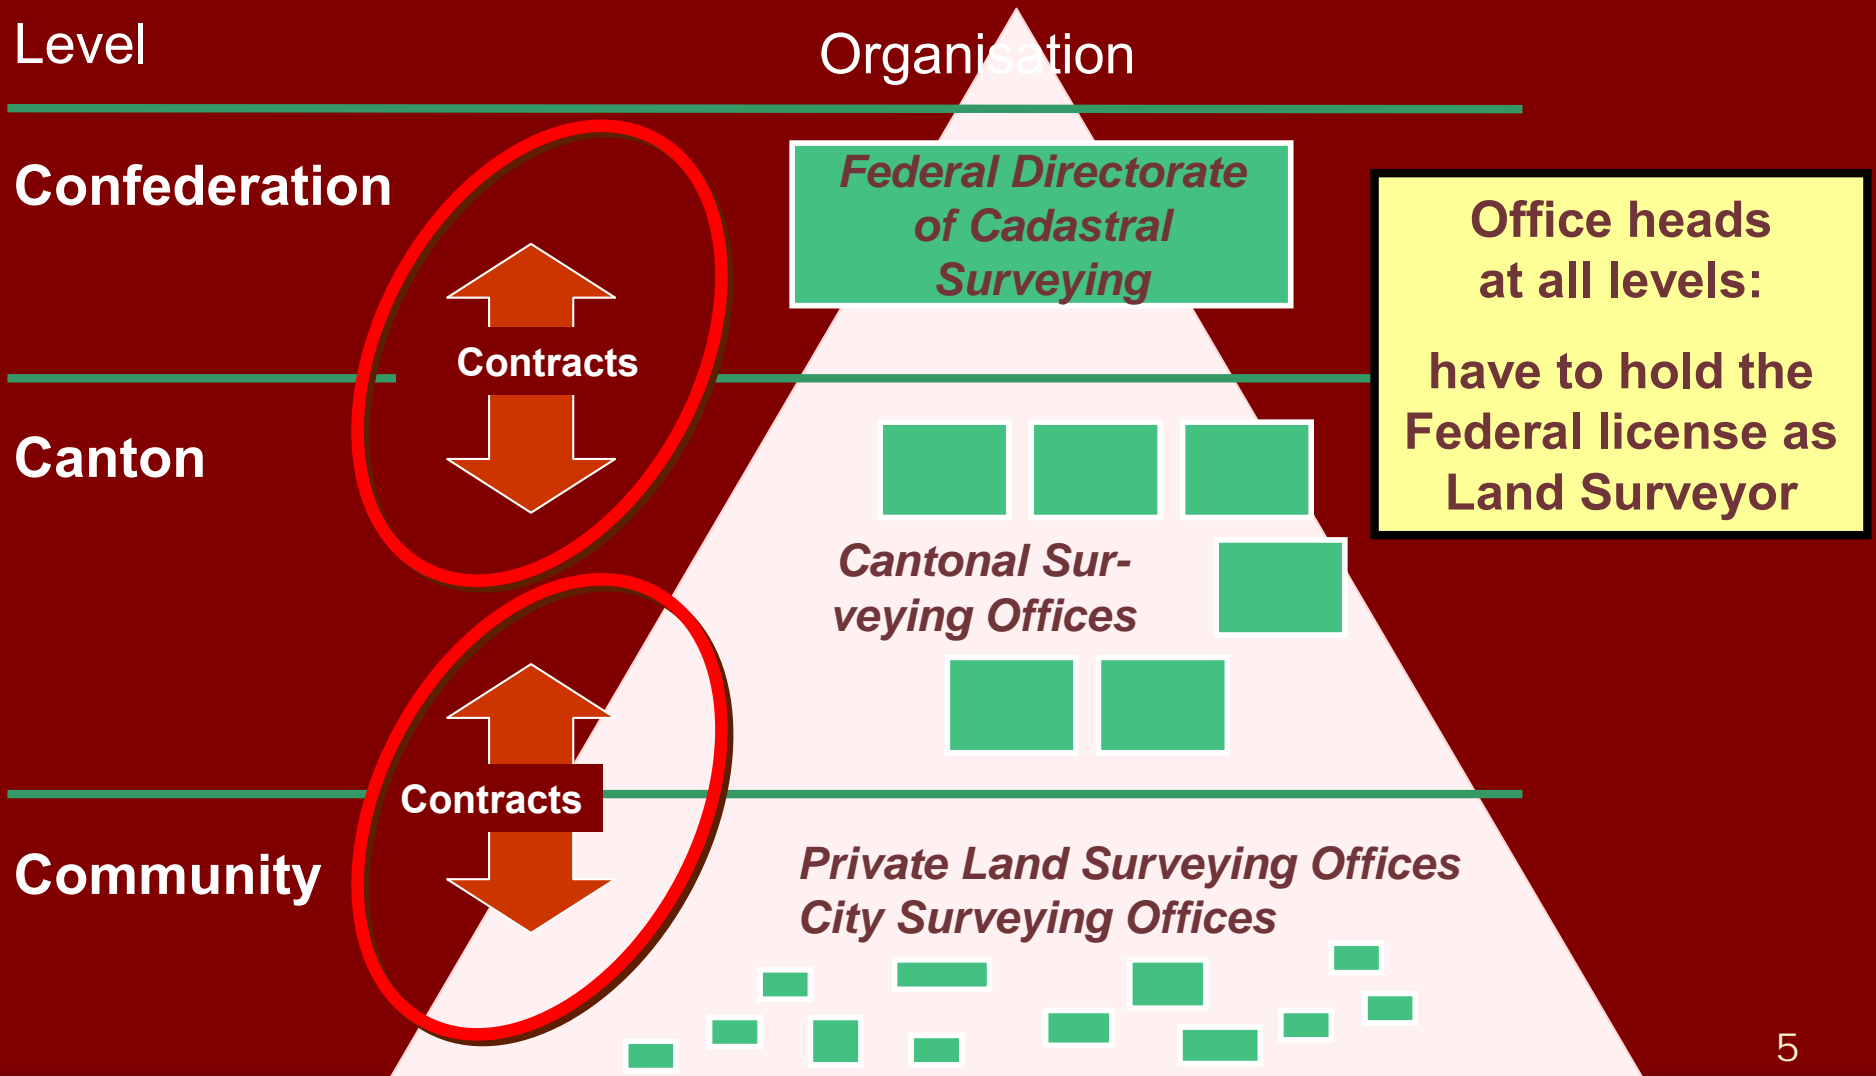 Level
Organisation
Confederation
Federal Directorate
of Cadastral
Surveying
Office heads
at all levels:
have to hold the
Federal license as
Land Surveyor
Contracts
Canton
Cantonal Sur-
veying Offices
Contracts
Community
Private Land Surveying Offices
City Surveying Offices
5